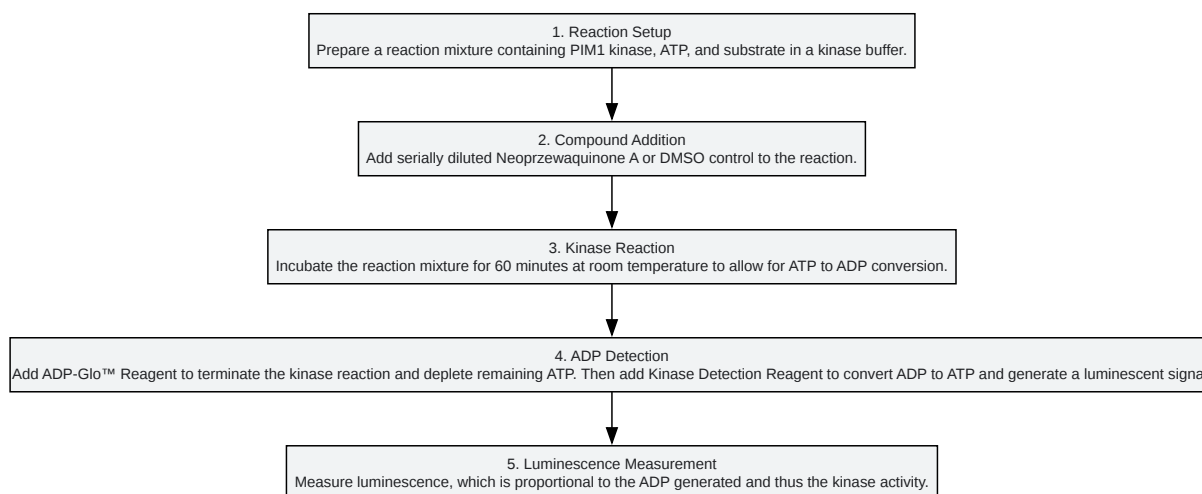 1. Reaction Setup
Prepare a reaction mixture containing PIM1 kinase, ATP, and substrate in a kinase buffer.
2. Compound Addition
Add serially diluted Neoprzewaquinone A or DMSO control to the reaction.
3. Kinase Reaction
Incubate the reaction mixture for 60 minutes at room temperature to allow for ATP to ADP conversion.
4. ADP Detection
Add ADP-Glo™ Reagent to terminate the kinase reaction and deplete remaining ATP. Then add Kinase Detection Reagent to convert ADP to ATP and generate a luminescent signa
5. Luminescence Measurement
Measure luminescence, which is proportional to the ADP generated and thus the kinase activity.